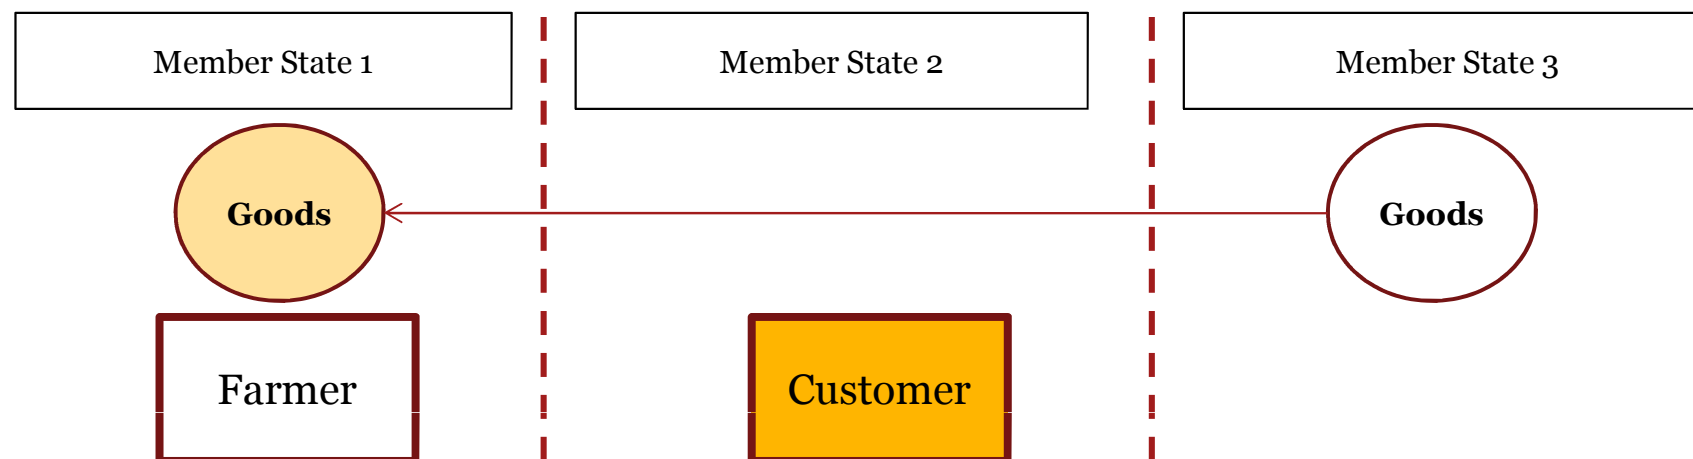 Member State 1
Member State 2
Member State 3
Goods
Goods
Farmer
Customer